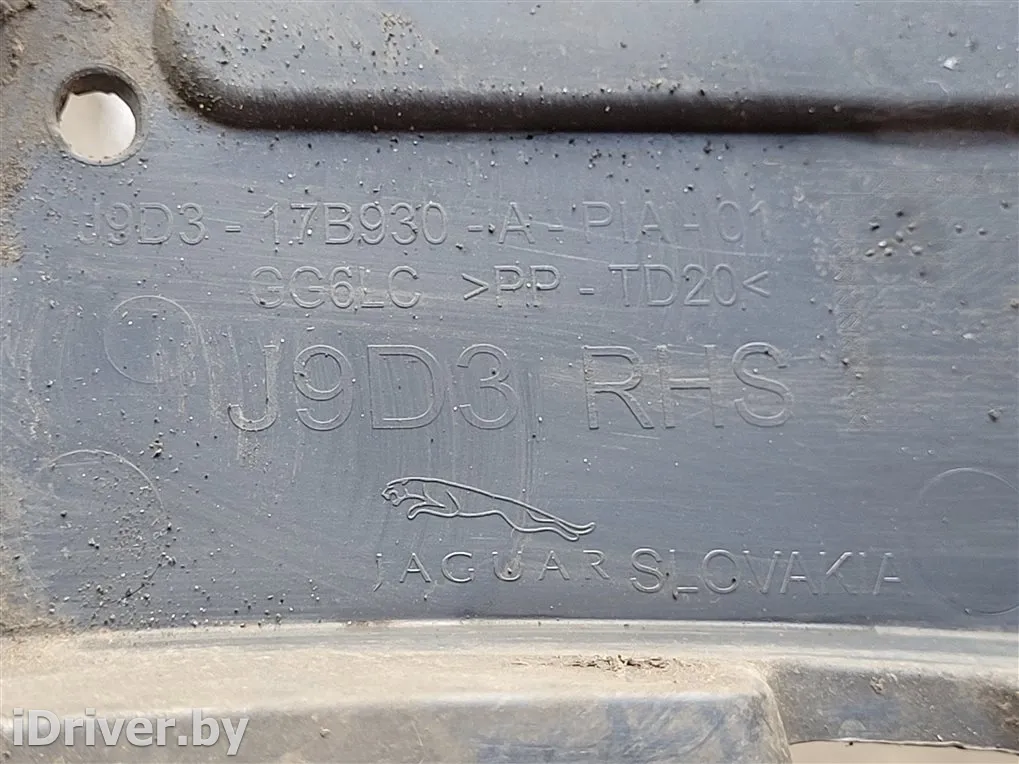 J9D3 - 17B930 - A - PIA - 01
GG6LC >PP - TD20<
J9D3 RHS
JAGUAR SLOVAKIA
iDriver.by